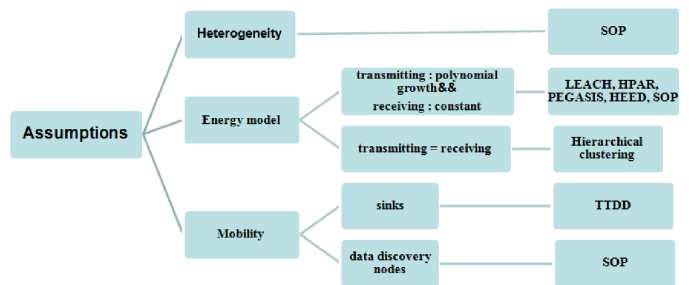 Assumptions
Heterogeneity
SOP
Energy model
transmitting : polynomial
growth&&
receiving : constant
LEACH, HPAR,
PEGASIS, HEED, SOP
transmitting = receiving
Hierarchical
clustering
Mobility
sinks
TTDD
data discovery
nodes
SOP